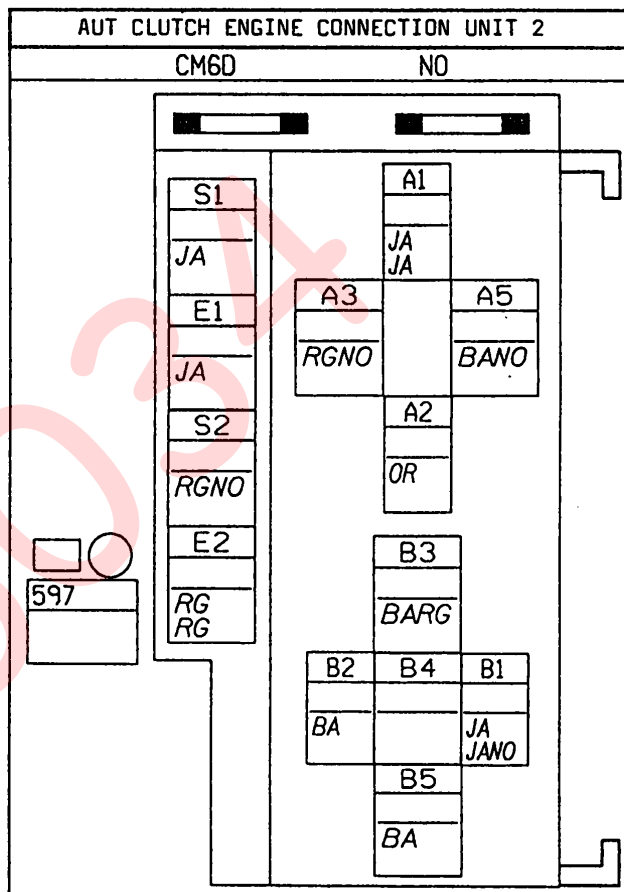 AUT CLUTCH ENGINE CONNECTION UNIT 2
CM6D NO
S1
JA
E1
JA
S2
RGNO
E2
RG
RG
597
A1
JA
JA
A3
RGNO
A5
BANO
A2
OR
B3
BARG
B2
BA
B4
B1
JA
JANO
B5
BA